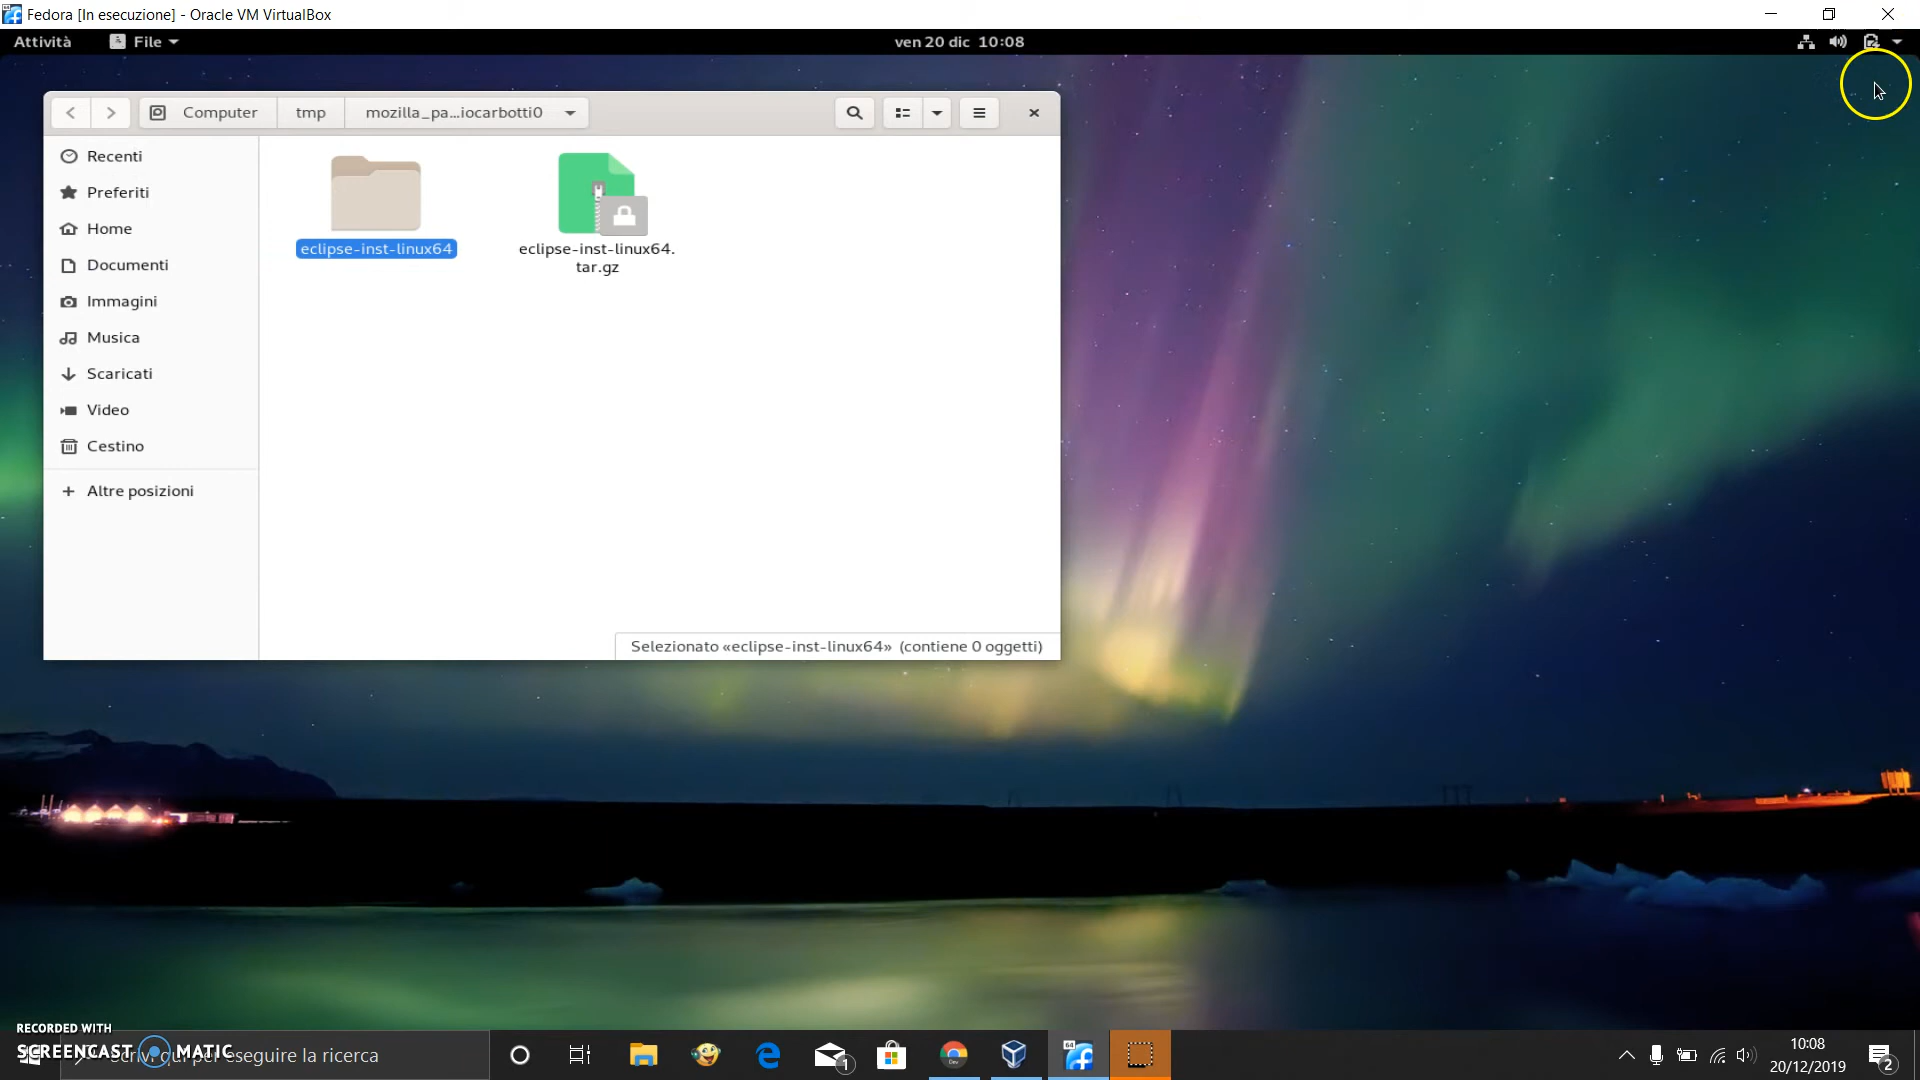 Fedora [In esecuzione] - Oracle VM VirtualBox
Attività File ven 20 dic 10:08
Computer tmp mozilla_pa...iocarbotti0
Recenti
Preferiti
Home
Documenti
Immagini
Musica
Scaricati
Video
Cestino
Altre posizioni
eclipse-inst-linux64
eclipse-inst-linux64.
tar.gz
Selezionato «eclipse-inst-linux64» (contiene 0 oggetti)
RECORDED WITH
SCREENCAST MATIC
Scrivi qui per eseguire la ricerca
1
64
10:08
20/12/2019
2